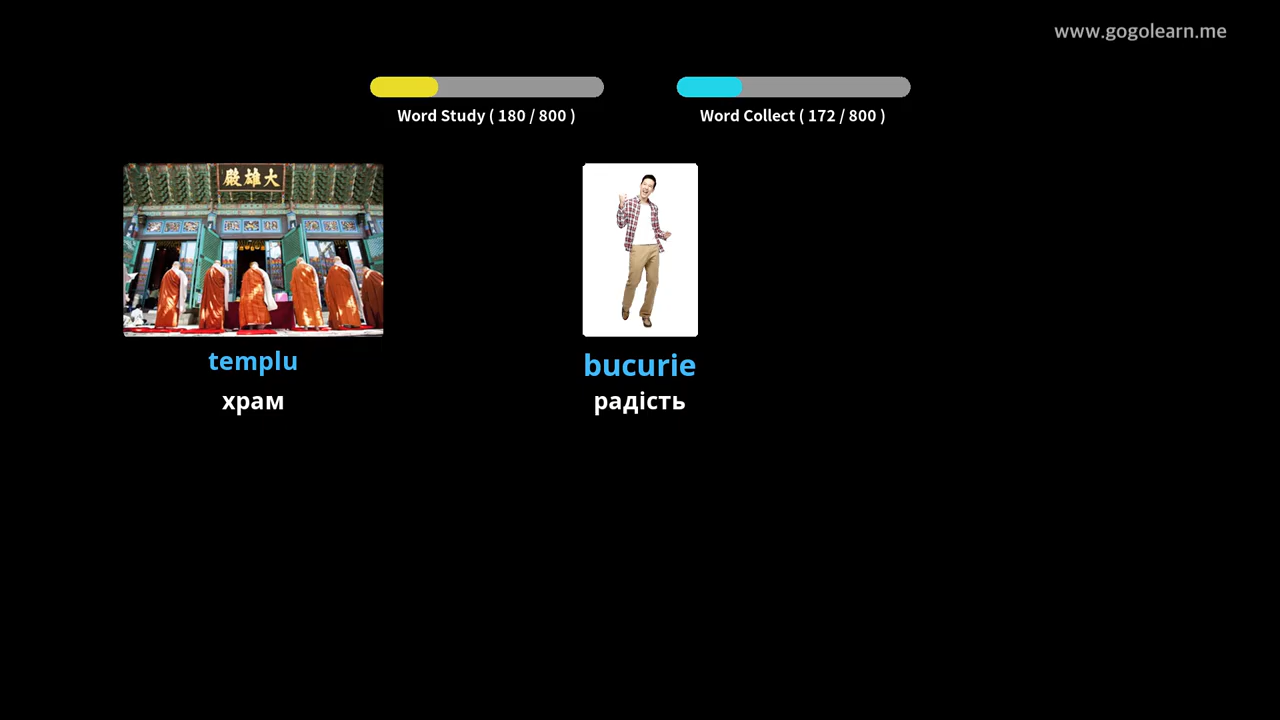 www.gogolearn.me
Word Study ( 180 / 800 )
Word Collect ( 172 / 800 )
殿雄大
templu
храм
bucurie
радість